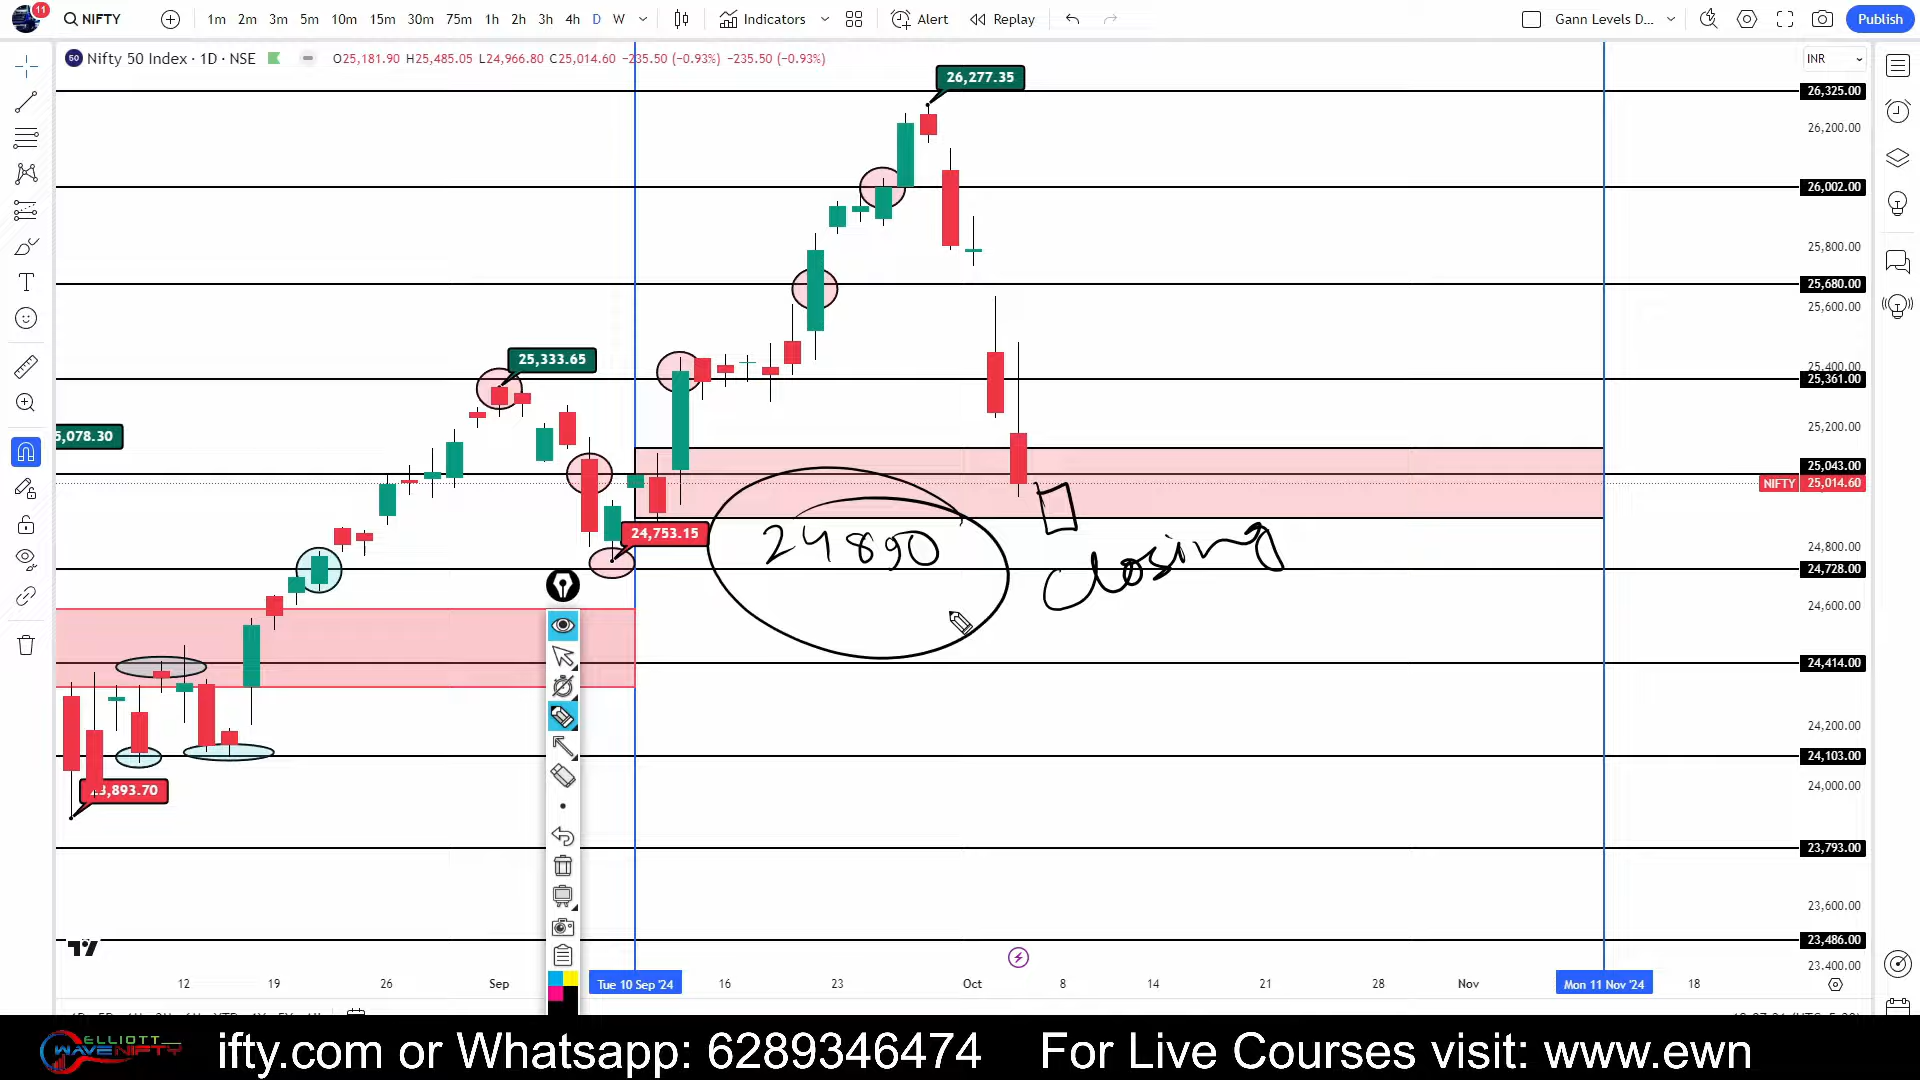 11
NIFTY
1m 2m 3m 5m 10m 15m 30m 75m 1h 2h 3h 4h D W
Indicators
Alert
Replay
Gann Levels D...
Publish
50 Nifty 50 Index · 1D · NSE
O25,181.90 H25,485.05 L24,966.80 C25,014.60 −235.50 (−0.93%) −235.50 (−0.93%)
INR
26,277.35
26,325.00
26,200.00
26,002.00
25,800.00
25,680.00
25,600.00
25,333.65
25,400.00
25,361.00
5,078.30
25,200.00
25,043.00
NIFTY 25,014.60
24,753.15
24890
closing
24,800.00
24,728.00
24,600.00
24,414.00
24,200.00
24,103.00
3,893.70
24,000.00
23,793.00
23,600.00
23,486.00
23,400.00
12 19 26 Sep Tue 10 Sep '24 16 23 Oct 8 14 21 28 Nov Mon 11 Nov '24 18
ELLIOTT
WAVENIFTY
ifty.com or Whatsapp: 6289346474 For Live Courses visit: www.ewn